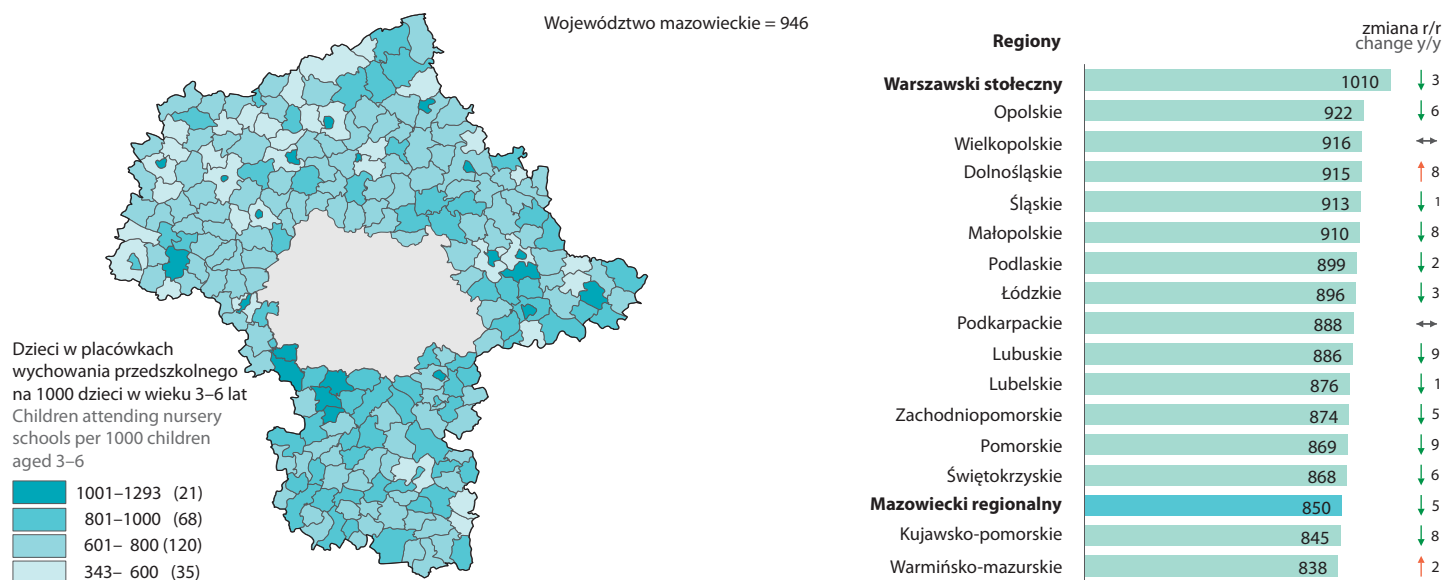 Województwo mazowieckie = 946
Dzieci w placówkach
wychowania przedszkolnego
na 1000 dzieci w wieku 3–6 lat
Children attending nursery
schools per 1000 children
aged 3–6
1001–1293 (21)
801–1000 (68)
601– 800 (120)
343– 600 (35)
Regiony zmiana r/r
change y/y
Warszawski stołeczny 1010 ↓ 3
Opolskie 922 ↓ 6
Wielkopolskie 916 ↔
Dolnośląskie 915 ↑ 8
Śląskie 913 ↓ 1
Małopolskie 910 ↓ 8
Podlaskie 899 ↓ 2
Łódzkie 896 ↓ 3
Podkarpackie 888 ↔
Lubuskie 886 ↓ 9
Lubelskie 876 ↓ 1
Zachodniopomorskie 874 ↓ 5
Pomorskie 869 ↓ 9
Świętokrzyskie 868 ↓ 6
Mazowiecki regionalny 850 ↓ 5
Kujawsko-pomorskie 845 ↓ 8
Warmińsko-mazurskie 838 ↑ 2